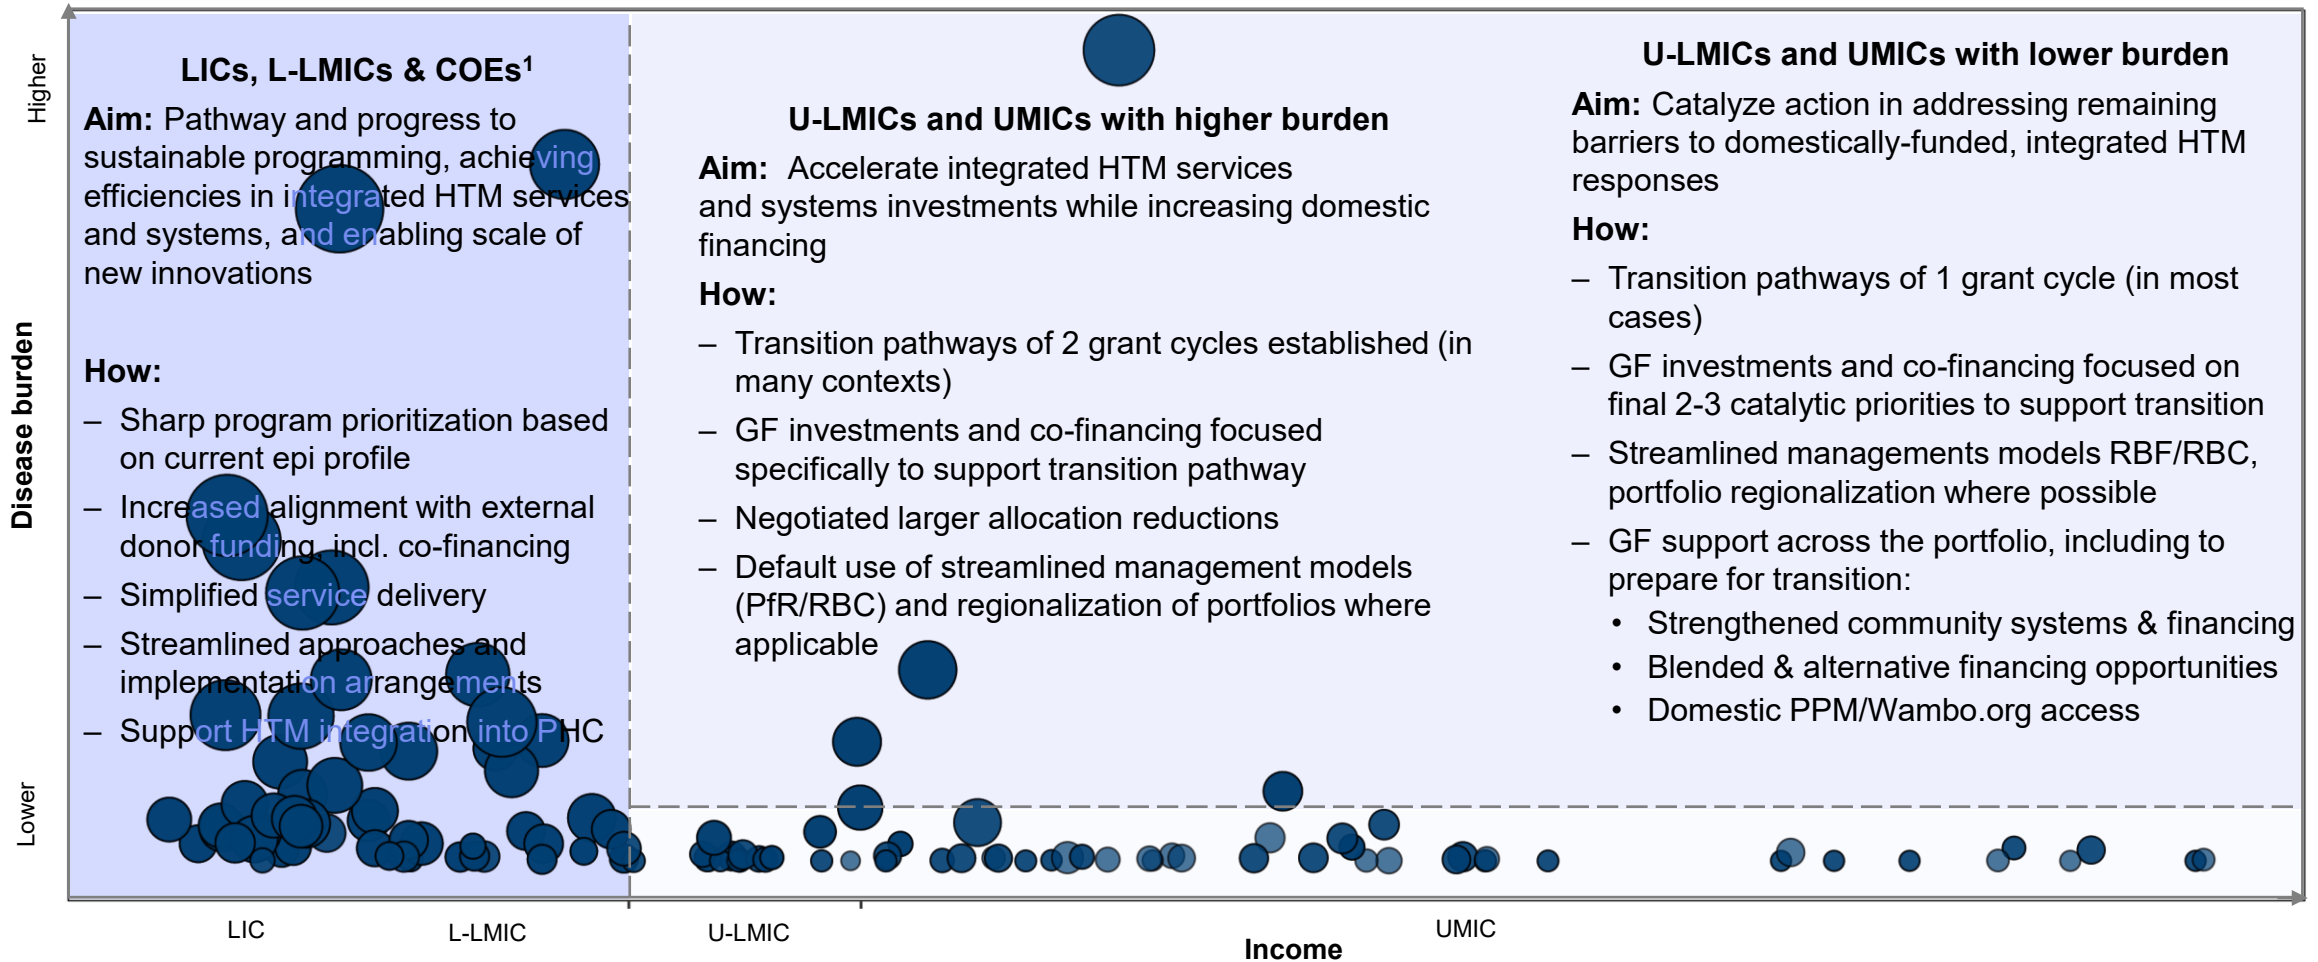 Higher
Disease burden
Lower
LICs, L-LMICs & COEs¹
Aim: Pathway and progress to
sustainable programming, achieving
efficiencies in integrated HTM services
and systems, and enabling scale of
new innovations
How:
– Sharp program prioritization based
on current epi profile
– Increased alignment with external
donor funding, incl. co-financing
– Simplified service delivery
– Streamlined approaches and
implementation arrangements
– Support HTM integration into PHC
U-LMICs and UMICs with higher burden
Aim: Accelerate integrated HTM services
and systems investments while increasing domestic
financing
How:
– Transition pathways of 2 grant cycles established (in
many contexts)
– GF investments and co-financing focused
specifically to support transition pathway
– Negotiated larger allocation reductions
– Default use of streamlined management models
(PfR/RBC) and regionalization of portfolios where
applicable
U-LMICs and UMICs with lower burden
Aim: Catalyze action in addressing remaining
barriers to domestically-funded, integrated HTM
responses
How:
– Transition pathways of 1 grant cycle (in most
cases)
– GF investments and co-financing focused on
final 2-3 catalytic priorities to support transition
– Streamlined managements models RBF/RBC,
portfolio regionalization where possible
– GF support across the portfolio, including to
prepare for transition:
• Strengthened community systems & financing
• Blended & alternative financing opportunities
• Domestic PPM/Wambo.org access
LIC
L-LMIC
U-LMIC
UMIC
Income